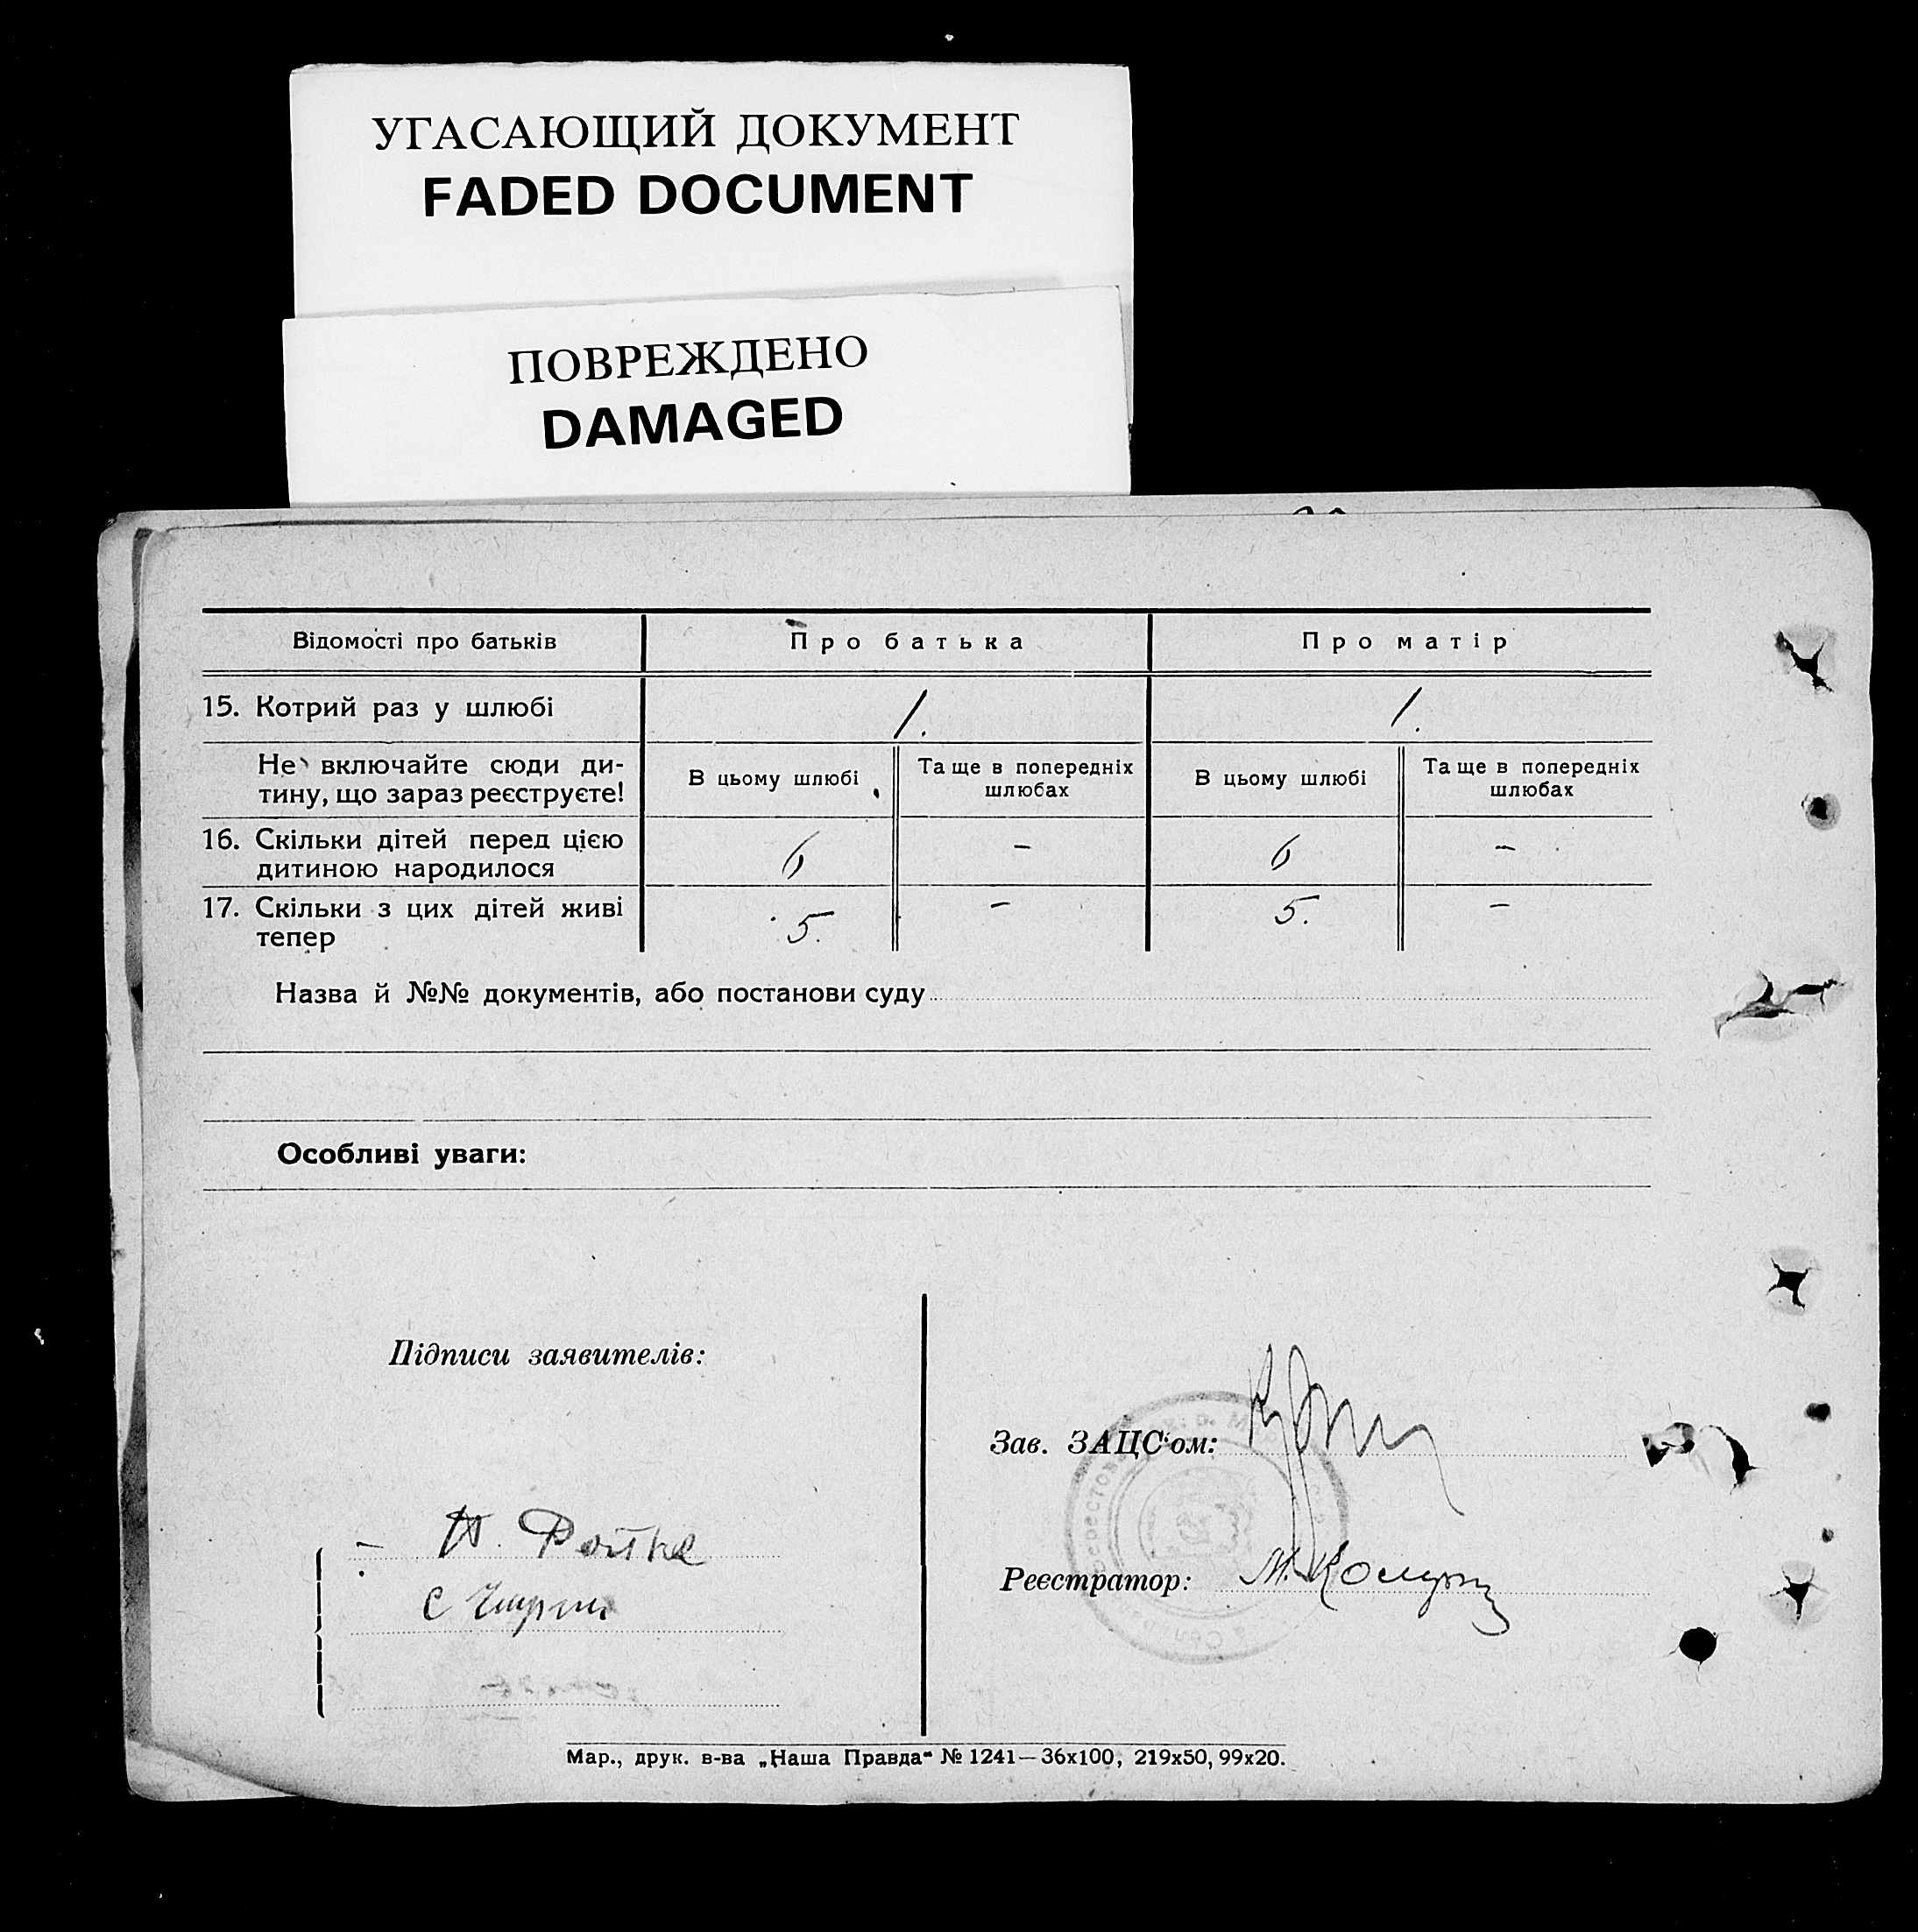 УГАСАЮЩИЙ ДОКУМЕНТ
FADED DOCUMENT
ПОВРЕЖДЕНО
DAMAGED
Відомості про батьків Про батька Про матір
15. Котрий раз у шлюбі 1. 1.
Не включайте сюди ди-
тину, що зараз реєструєте!
В цьому шлюбі Та ще в попередніх
шлюбах
В цьому шлюбі Та ще в попередніх
шлюбах
16. Скільки дітей перед цією
дитиною народилося 6 – 6 –
17. Скільки з цих дітей живі
тепер 5. – 5. –
Назва й №№ документів, або постанови суду
Особливі уваги:
Підписи заявителів:
Зав. ЗАЦС'ом:
Реєстратор: М.
Мар., друк. в-ва „Наша Правда" № 1241—36х100, 219х50, 99х20.